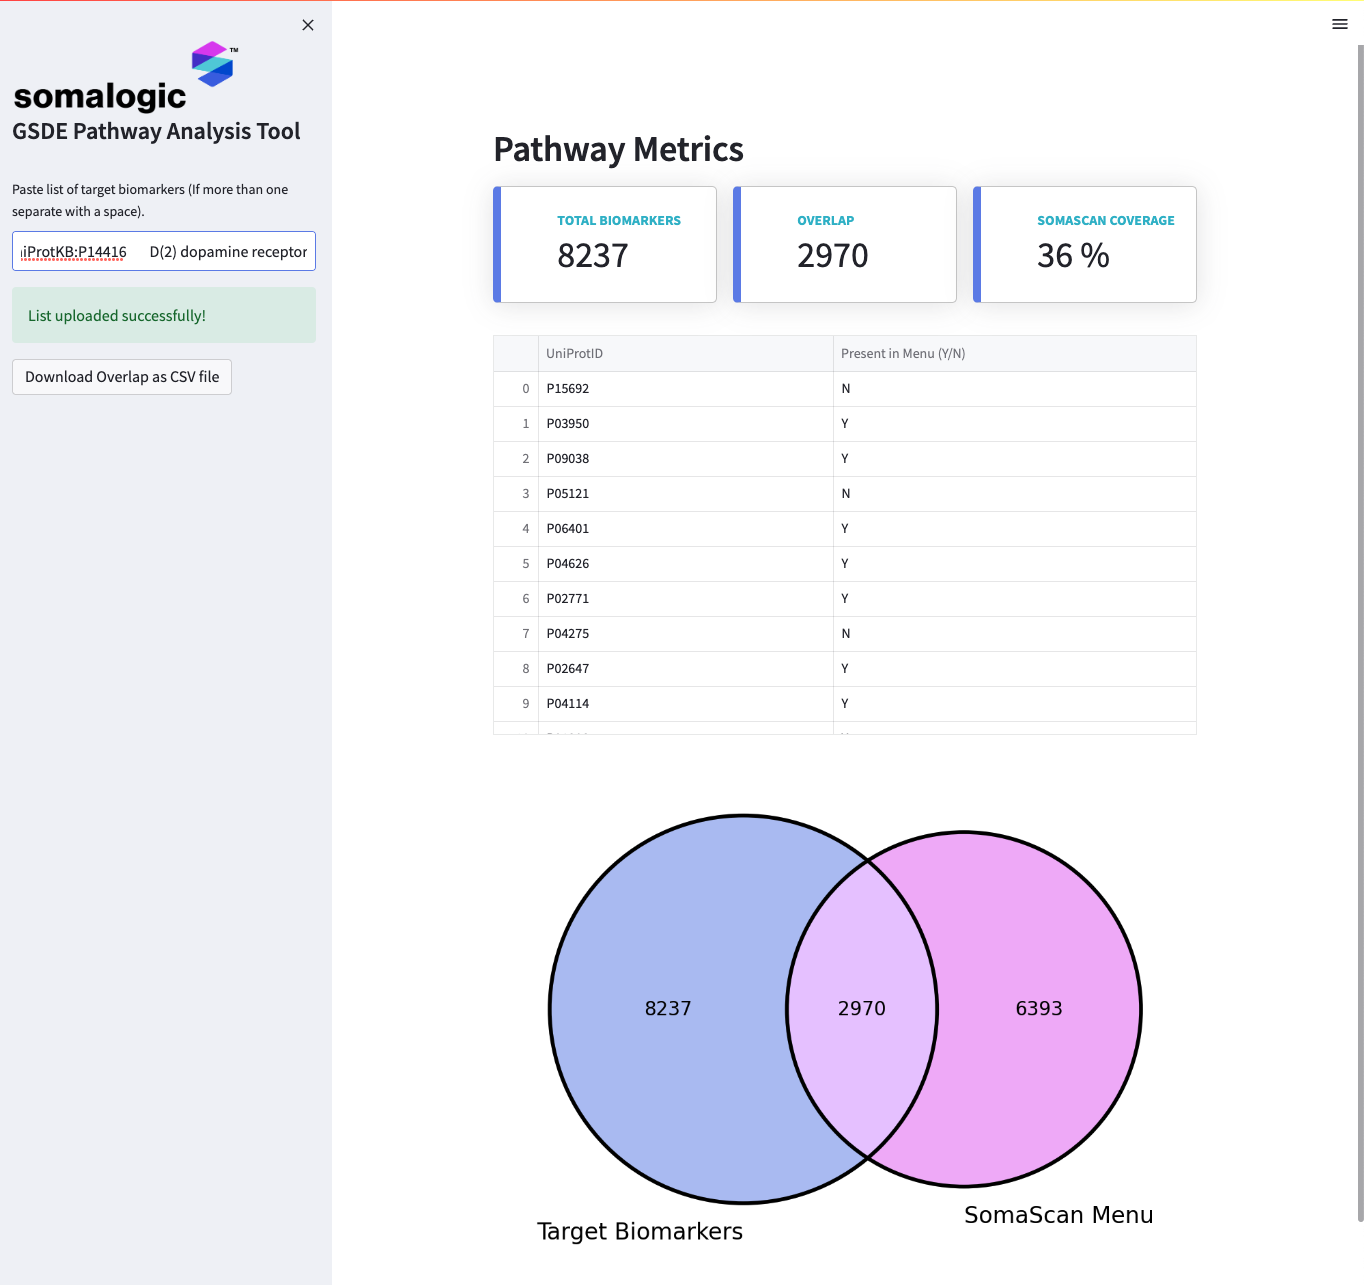 somalogic™
GSDE Pathway Analysis Tool
Paste list of target biomarkers (If more than one
separate with a space).
iProtKB:P14416 D(2) dopamine receptor
List uploaded successfully!
Download Overlap as CSV file
Pathway Metrics
TOTAL BIOMARKERS
8237
OVERLAP
2970
SOMASCAN COVERAGE
36 %
UniProtID Present in Menu (Y/N)
0 P15692 N
1 P03950 Y
2 P09038 Y
3 P05121 N
4 P06401 Y
5 P04626 Y
6 P02771 Y
7 P04275 N
8 P02647 Y
9 P04114 Y
8237 2970 6393
SomaScan Menu
Target Biomarkers